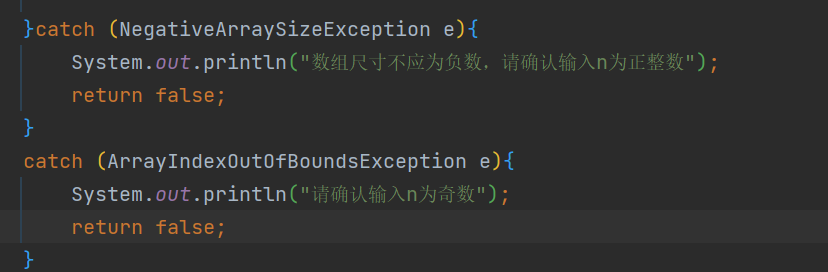 }catch (NegativeArraySizeException e){
System.out.println("数组尺寸不应为负数，请确认输入n为正整数");
return false;
}
catch (ArrayIndexOutOfBoundsException e){
System.out.println("请确认输入n为奇数");
return false;
}